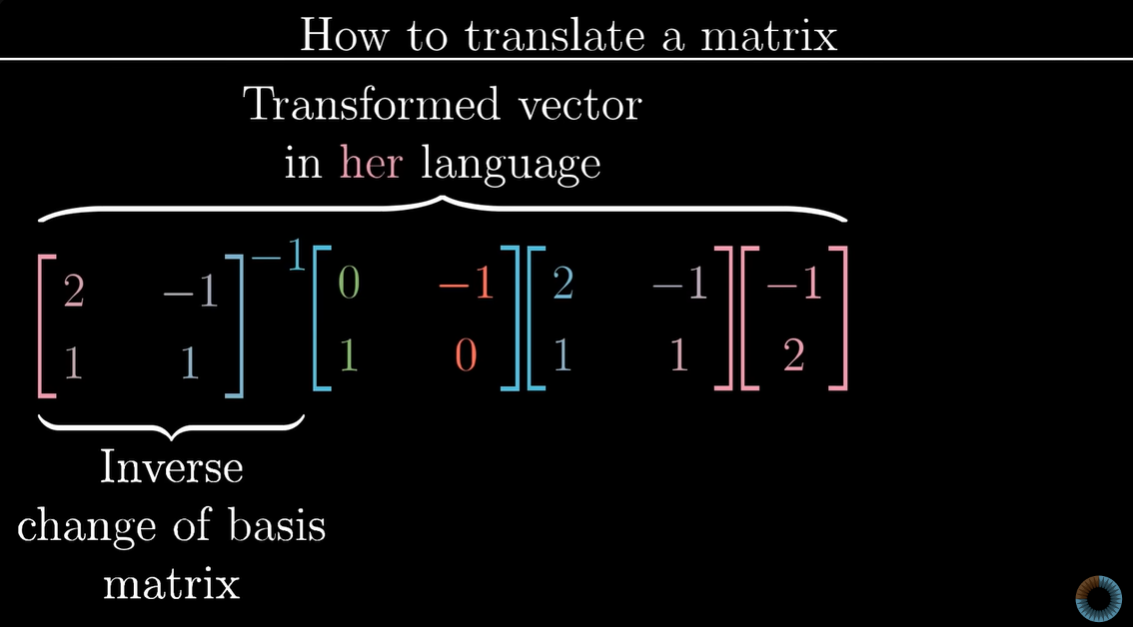 How to translate a matrix
Transformed vector
in her language
[2 −1; 1 1]⁻¹ [0 −1; 1 0] [2 −1; 1 1] [−1; 2]
Inverse
change of basis
matrix